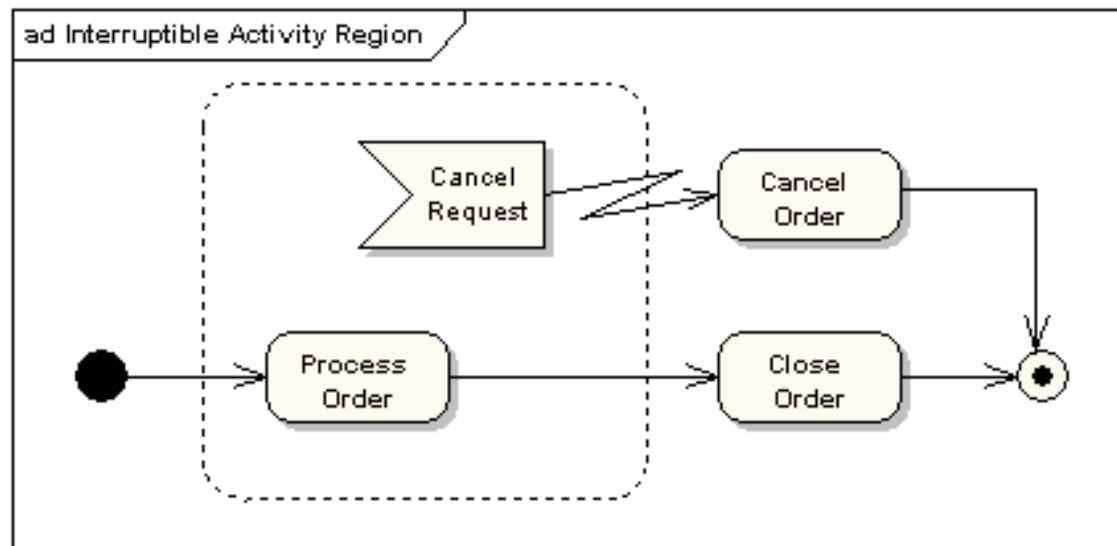 ad Interruptible Activity Region
Cancel
Request
Cancel
Order
Process
Order
Close
Order